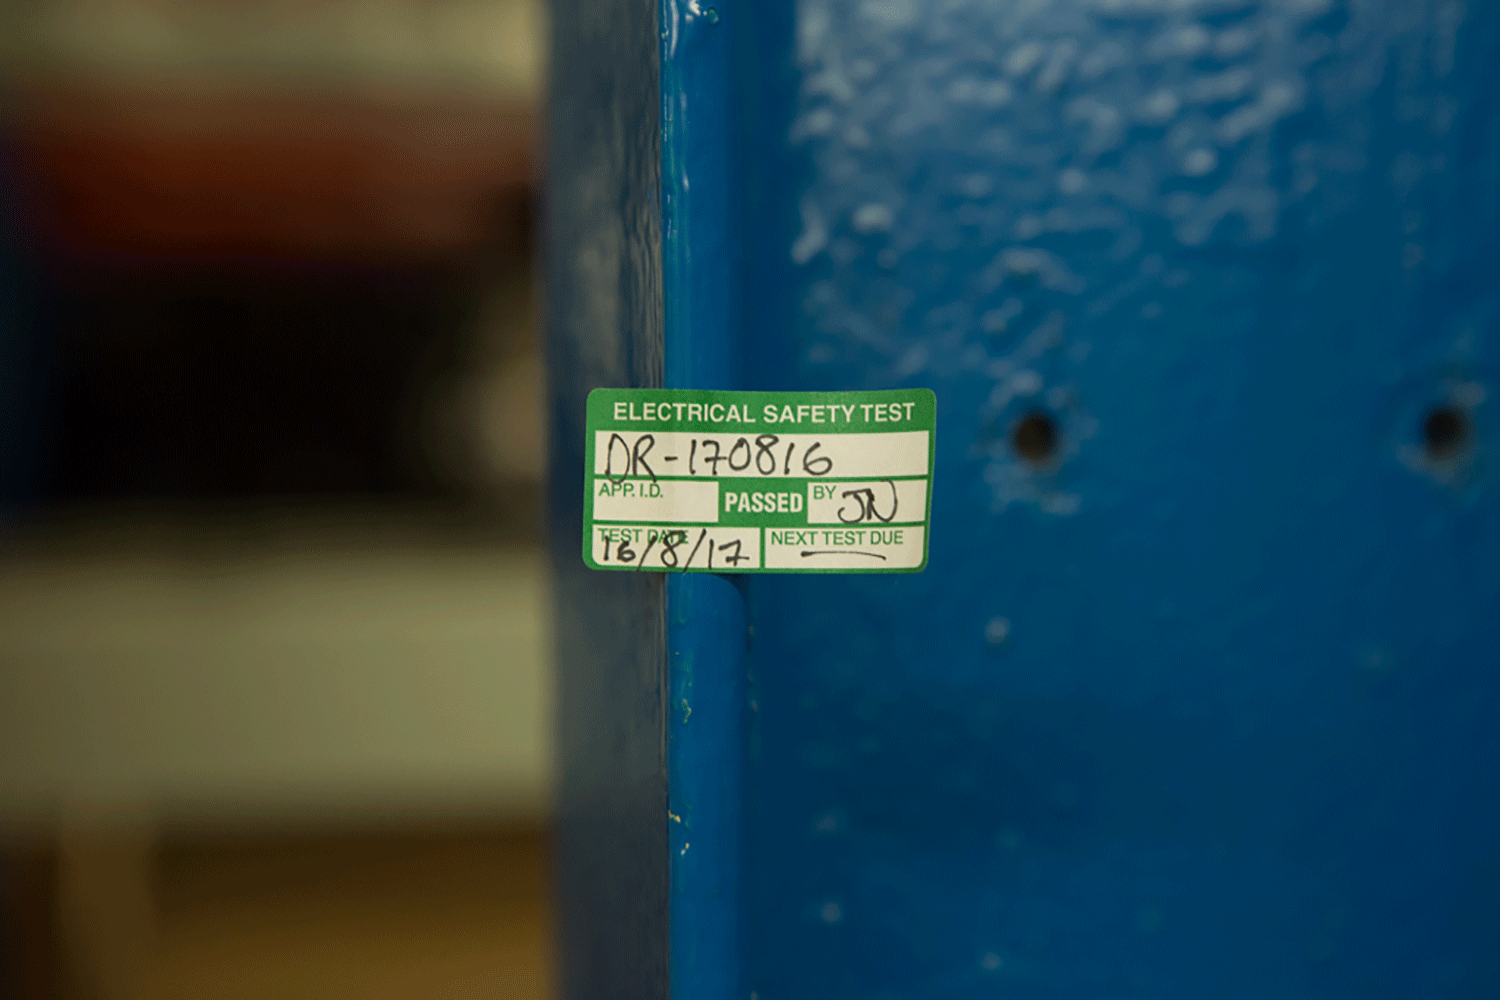 ELECTRICAL SAFETY TEST
DR-170816
APP. I.D.
PASSED
BY JN
TEST DATE
16/8/17
NEXT TEST DUE